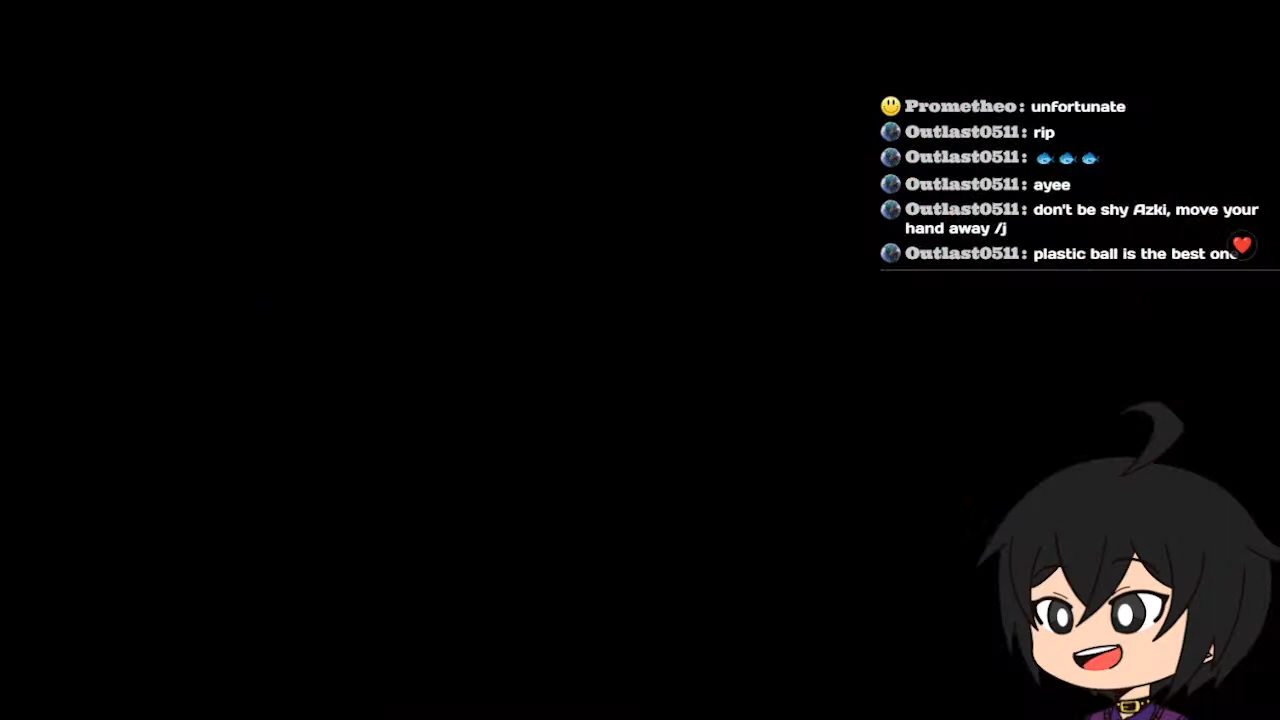 Prometheo: unfortunate
Outlast0511: rip
Outlast0511: 🐟 🐟 🐟
Outlast0511: ayee
Outlast0511: don't be shy Azki, move your
hand away /j
Outlast0511: plastic ball is the best one